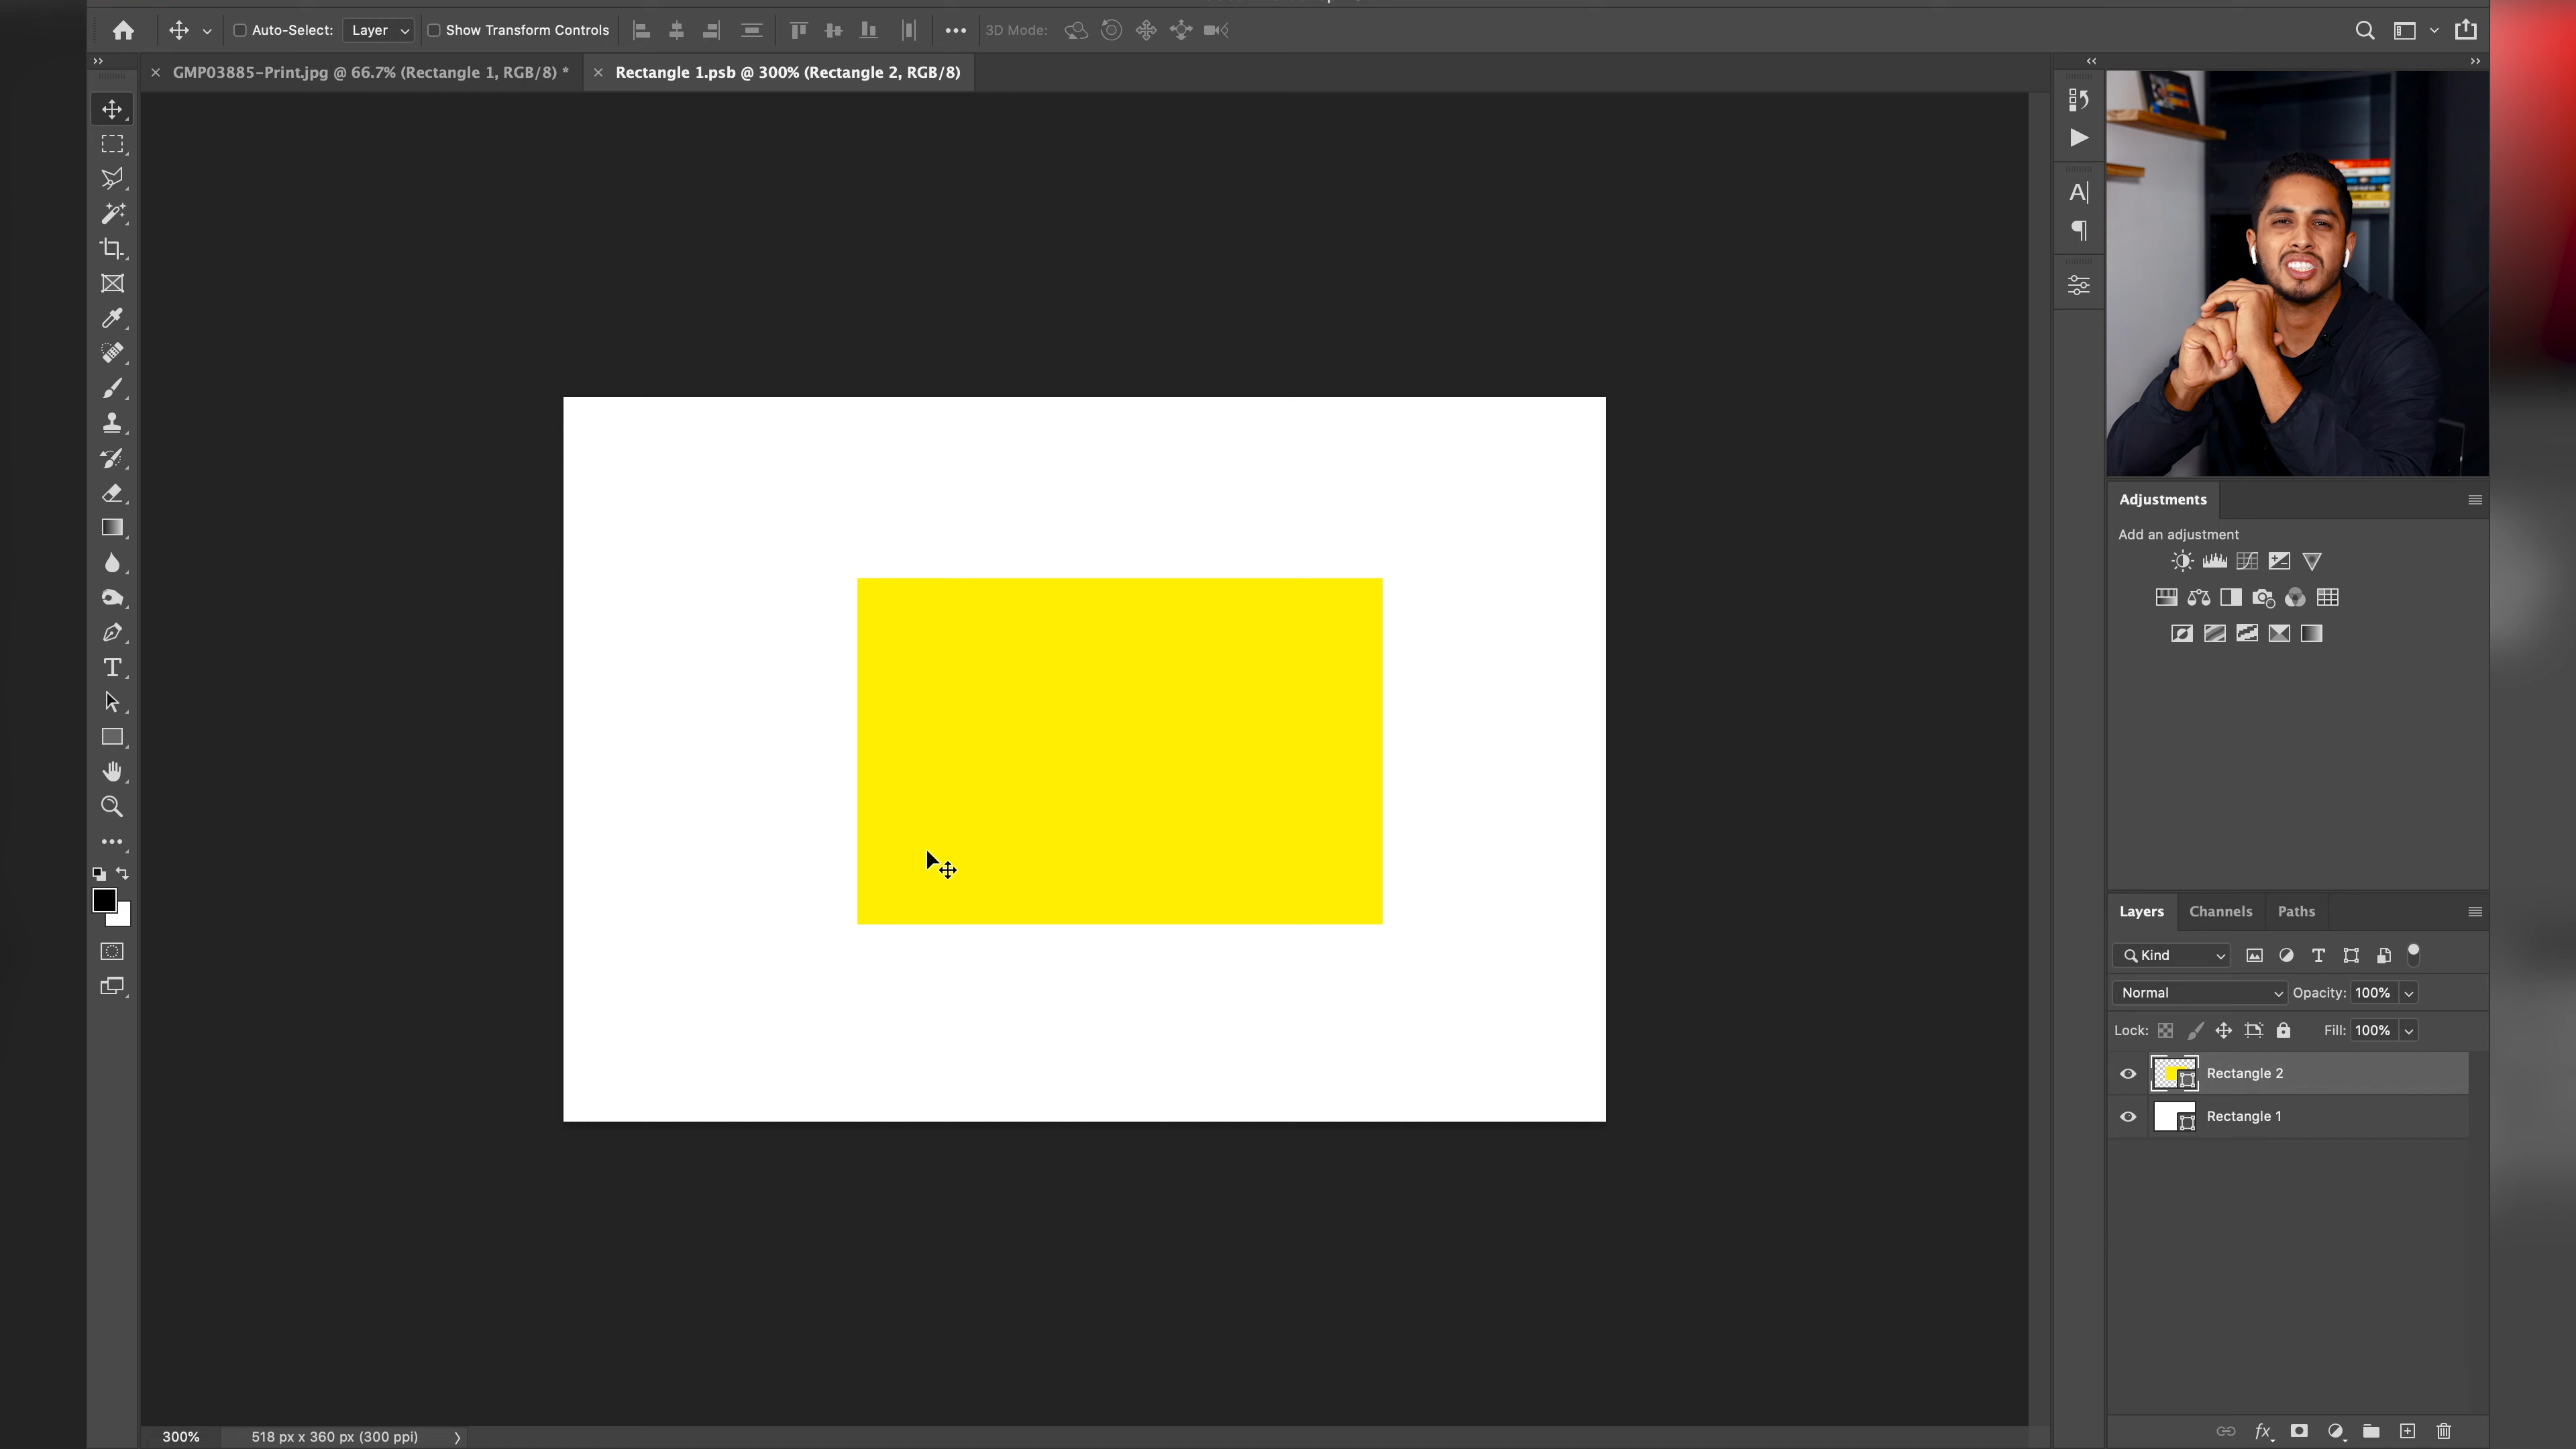 Auto-Select: Layer Show Transform Controls 3D Mode:
GMP03885-Print.jpg @ 66.7% (Rectangle 1, RGB/8) *
Rectangle 1.psb @ 300% (Rectangle 2, RGB/8)
Adjustments
Add an adjustment
Layers Channels Paths
Kind
Normal Opacity: 100%
Lock: Fill: 100%
Rectangle 2
Rectangle 1
300% 518 px x 360 px (300 ppi)